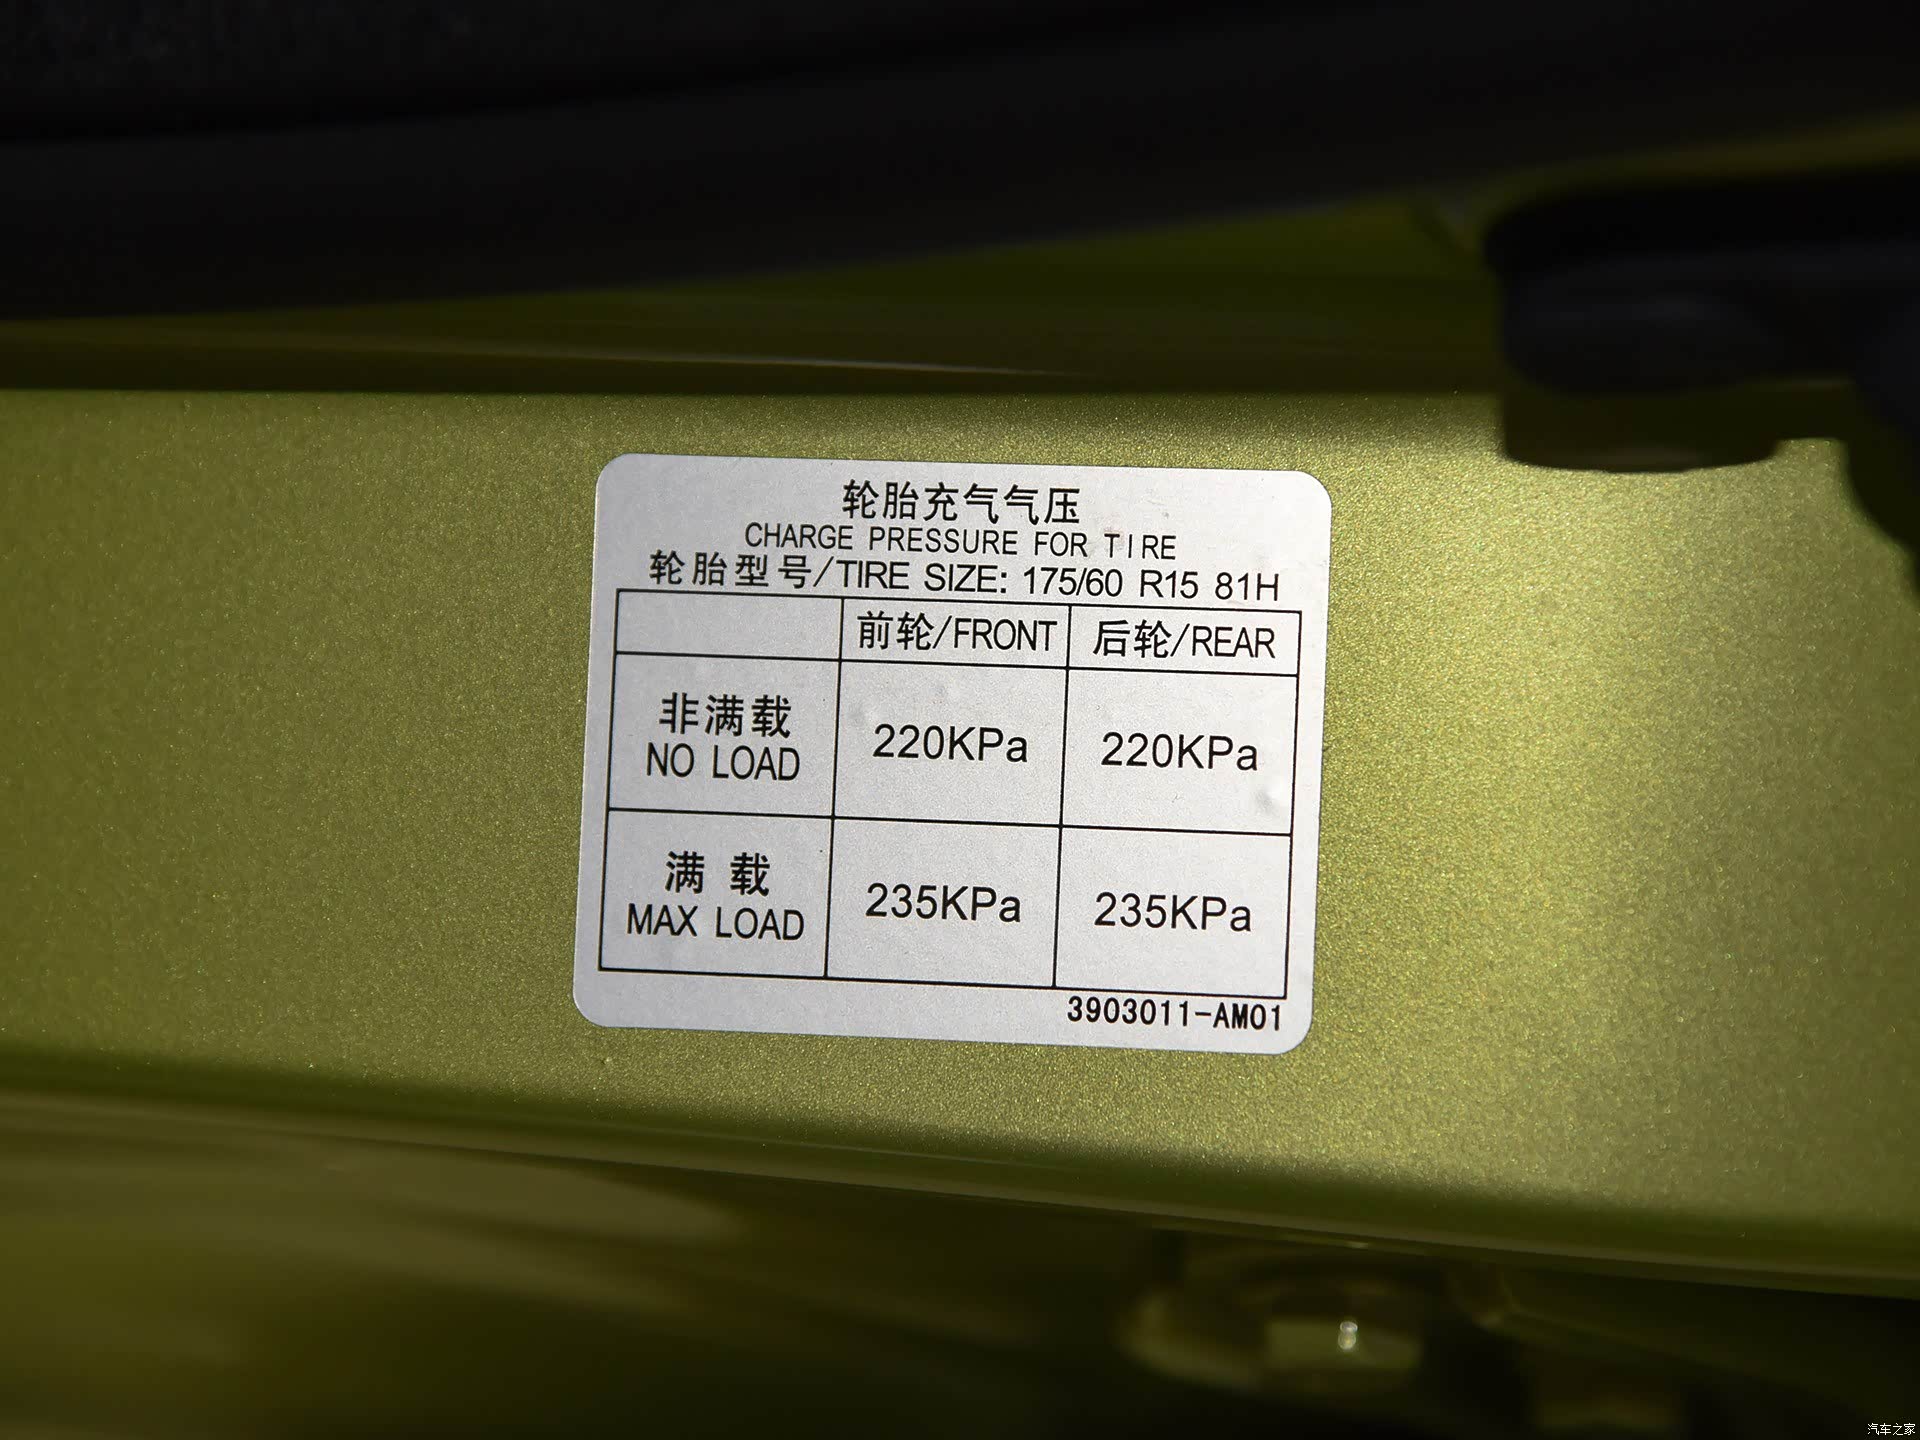 轮胎充气气压
CHARGE PRESSURE FOR TIRE
轮胎型号/TIRE SIZE: 175/60 R15 81H
前轮/FRONT 后轮/REAR
非满载
NO LOAD
220KPa 220KPa
满 载
MAX LOAD
235KPa 235KPa
3903011-AM01
汽车之家